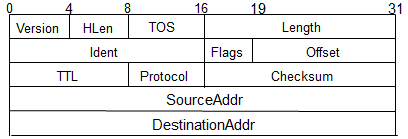 0 4 8 16 19 31
Version HLen TOS Length
Ident Flags Offset
TTL Protocol Checksum
SourceAddr
DestinationAddr